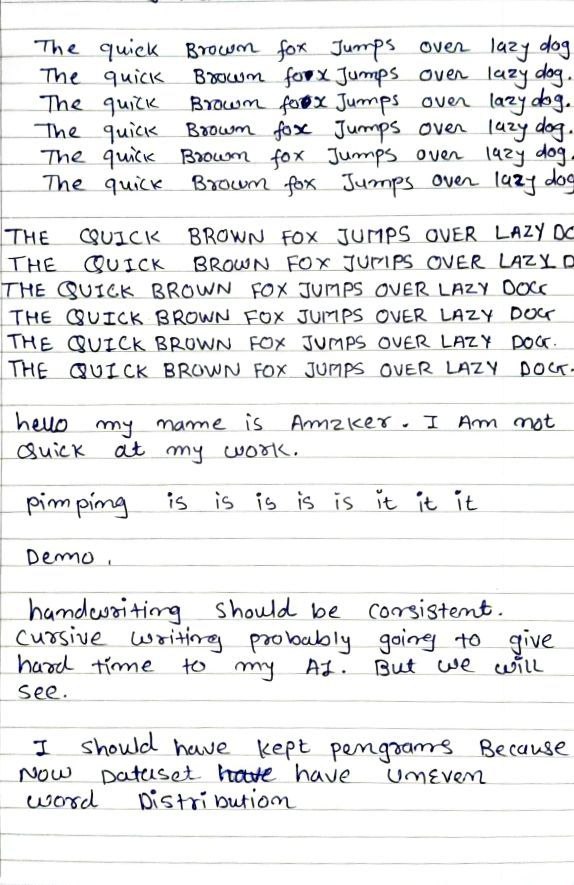 The quick Brown fox Jumps over lazy dog
The quick Brown fox Jumps over lazy dog.
The quick Brown fox Jumps over lazy dog.
The quick Brown fox Jumps over lazy dog.
The quick Brown fox Jumps over lazy dog.
The quick Brown fox Jumps over lazy dog
THE QUICK BROWN FOX JUMPS OVER LAZY DO
THE QUICK BROWN FOX JUMPS OVER LAZY D
THE QUICK BROWN FOX JUMPS OVER LAZY DOG
THE QUICK BROWN FOX JUMPS OVER LAZY DOG
THE QUICK BROWN FOX JUMPS OVER LAZY DOG.
THE QUICK BROWN FOX JUMPS OVER LAZY DOG.
hello my name is Amzker. I Am not
Quick at my work.
pimping is is is is is it it it
Demo.
handwriting should be consistent.
Cursive writing probably going to give
hard time to my AI. But we will
see.
I should have kept pengrams Because
Now Dataset have have uneven
word Distribution